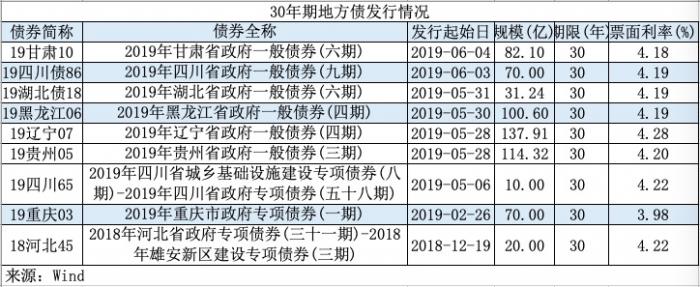 30年期地方债发行情况
债券简称 债券全称 发行起始日 规模(亿) 期限(年) 票面利率(%)
19甘肃10 2019年甘肃省政府一般债券(六期) 2019-06-04 82.10 30 4.18
19四川债86 2019年四川省政府一般债券(九期) 2019-06-03 70.00 30 4.19
19湖北债18 2019年湖北省政府一般债券(六期) 2019-05-31 31.24 30 4.19
19黑龙江06 2019年黑龙江省政府一般债券(四期) 2019-05-30 100.60 30 4.19
19辽宁07 2019年辽宁省政府一般债券(四期) 2019-05-28 137.91 30 4.28
19贵州05 2019年贵州省政府一般债券(三期) 2019-05-28 114.32 30 4.20
19四川65 2019年四川省城乡基础设施建设专项债券(八
期)-2019年四川省政府专项债券(五十八期) 2019-05-06 10.00 30 4.22
19重庆03 2019年重庆市政府专项债券(一期) 2019-02-26 70.00 30 3.98
18河北45 2018年河北省政府专项债券(三十一期)-2018
年雄安新区建设专项债券(三期) 2018-12-19 20.00 30 4.22
来源：Wind